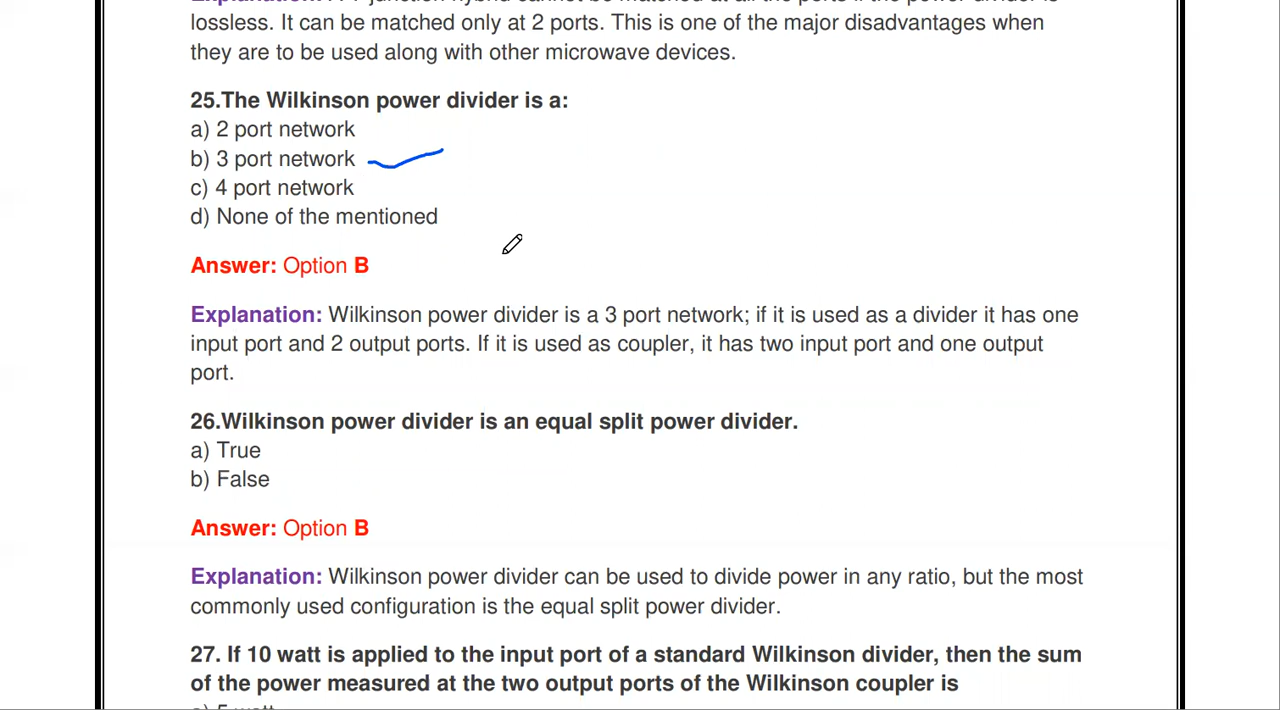 lossless. It can be matched only at 2 ports. This is one of the major disadvantages when
they are to be used along with other microwave devices.
25.The Wilkinson power divider is a:
a) 2 port network
b) 3 port network
c) 4 port network
d) None of the mentioned
Answer: Option B
Explanation: Wilkinson power divider is a 3 port network; if it is used as a divider it has one
input port and 2 output ports. If it is used as coupler, it has two input port and one output
port.
26.Wilkinson power divider is an equal split power divider.
a) True
b) False
Answer: Option B
Explanation: Wilkinson power divider can be used to divide power in any ratio, but the most
commonly used configuration is the equal split power divider.
27. If 10 watt is applied to the input port of a standard Wilkinson divider, then the sum
of the power measured at the two output ports of the Wilkinson coupler is